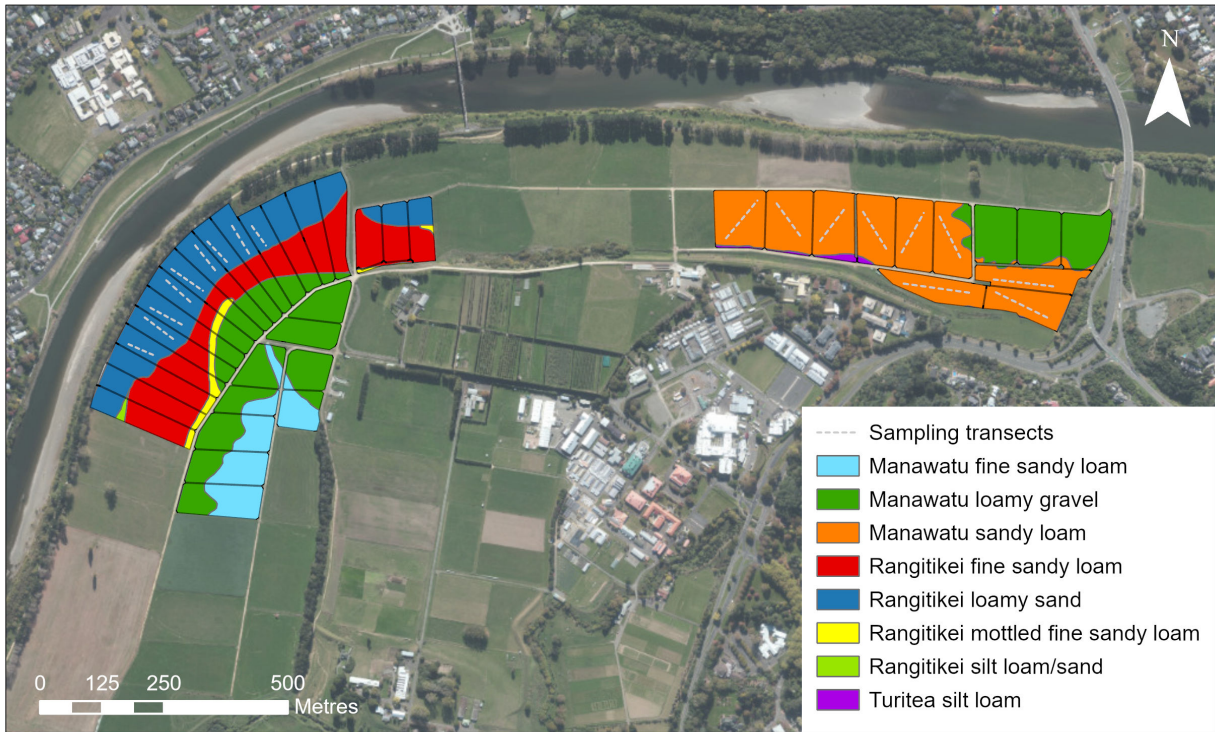 N
Sampling transects
Manawatu fine sandy loam
Manawatu loamy gravel
Manawatu sandy loam
Rangitikei fine sandy loam
Rangitikei loamy sand
Rangitikei mottled fine sandy loam
Rangitikei silt loam/sand
Turitea silt loam
0 125 250 500
Metres